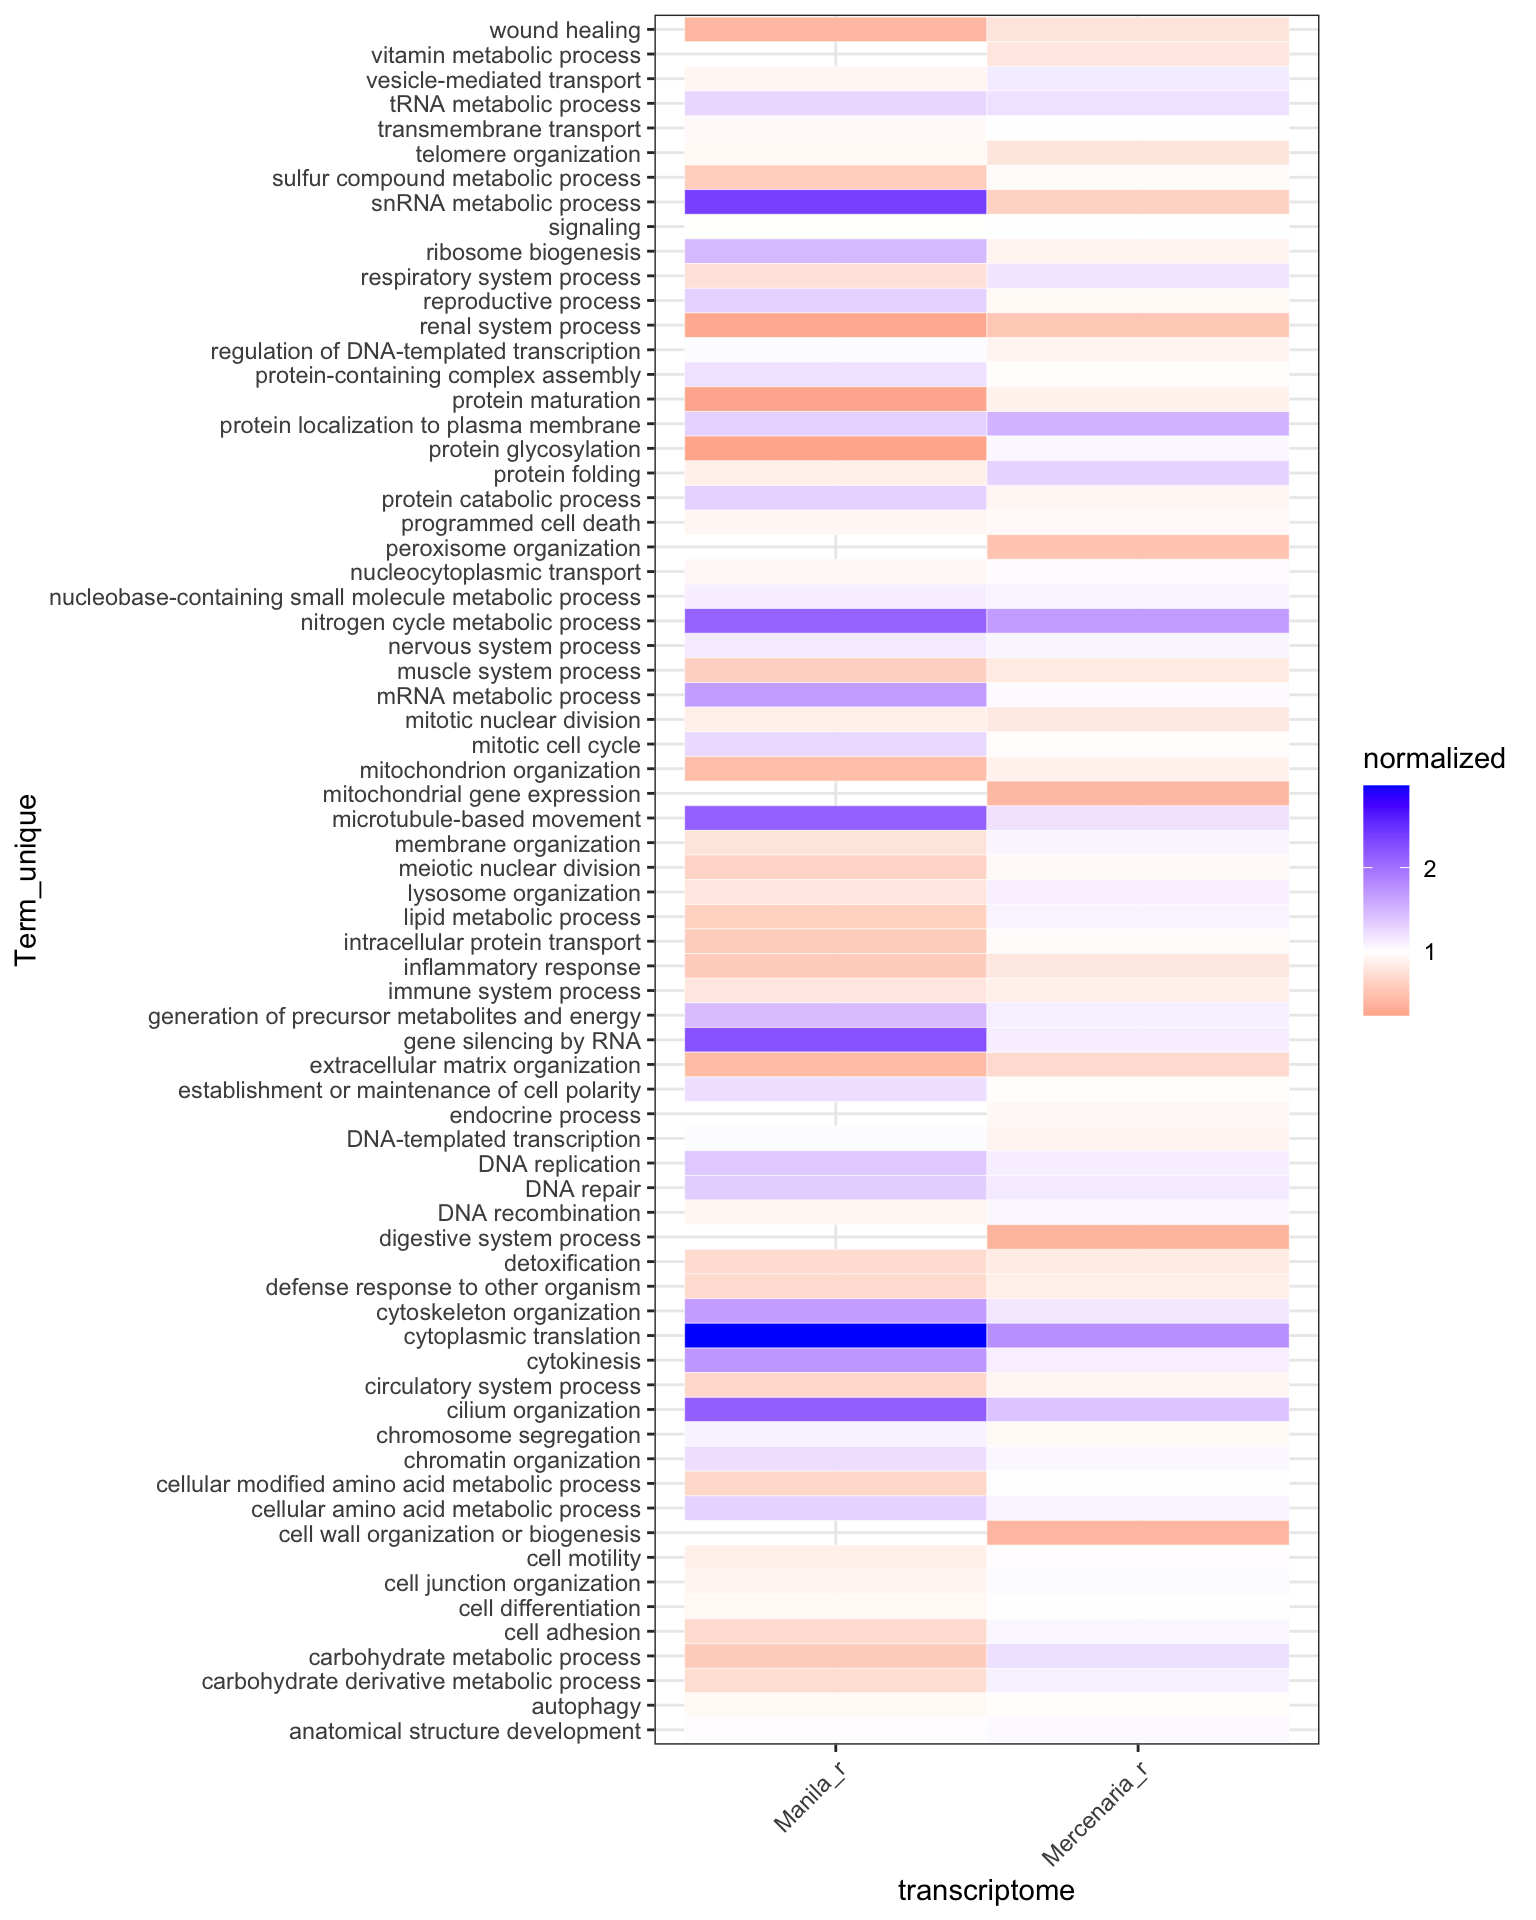 wound healing
vitamin metabolic process
vesicle-mediated transport
tRNA metabolic process
transmembrane transport
telomere organization
sulfur compound metabolic process
snRNA metabolic process
signaling
ribosome biogenesis
respiratory system process
reproductive process
renal system process
regulation of DNA-templated transcription
protein-containing complex assembly
protein maturation
protein localization to plasma membrane
protein glycosylation
protein folding
protein catabolic process
programmed cell death
peroxisome organization
nucleocytoplasmic transport
nucleobase-containing small molecule metabolic process
nitrogen cycle metabolic process
nervous system process
muscle system process
mRNA metabolic process
mitotic nuclear division
mitotic cell cycle
mitochondrion organization
mitochondrial gene expression
microtubule-based movement
membrane organization
meiotic nuclear division
lysosome organization
lipid metabolic process
intracellular protein transport
inflammatory response
immune system process
generation of precursor metabolites and energy
gene silencing by RNA
extracellular matrix organization
establishment or maintenance of cell polarity
endocrine process
DNA-templated transcription
DNA replication
DNA repair
DNA recombination
digestive system process
detoxification
defense response to other organism
cytoskeleton organization
cytoplasmic translation
cytokinesis
circulatory system process
cilium organization
chromosome segregation
chromatin organization
cellular modified amino acid metabolic process
cellular amino acid metabolic process
cell wall organization or biogenesis
cell motility
cell junction organization
cell differentiation
cell adhesion
carbohydrate metabolic process
carbohydrate derivative metabolic process
autophagy
anatomical structure development
Term_unique
Manila_r
Mercenaria_r
transcriptome
normalized
2
1